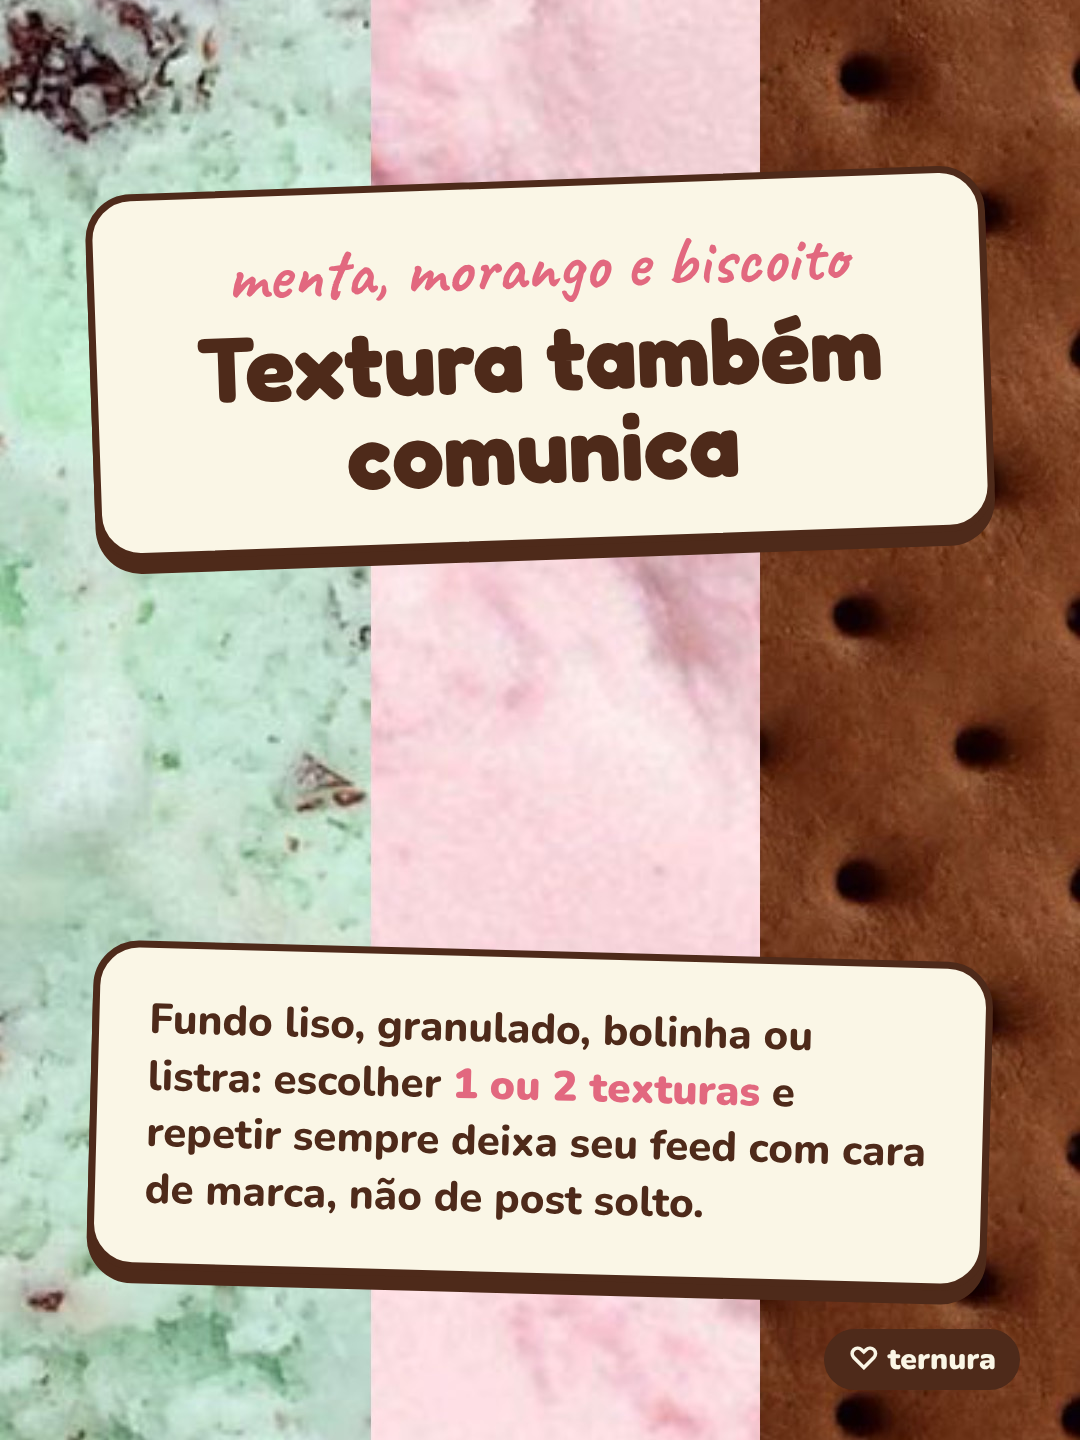 menta, morango e biscoito
Textura também
comunica
Fundo liso, granulado, bolinha ou
listra: escolher 1 ou 2 texturas e
repetir sempre deixa seu feed com cara
de marca, não de post solto.
♡ ternura